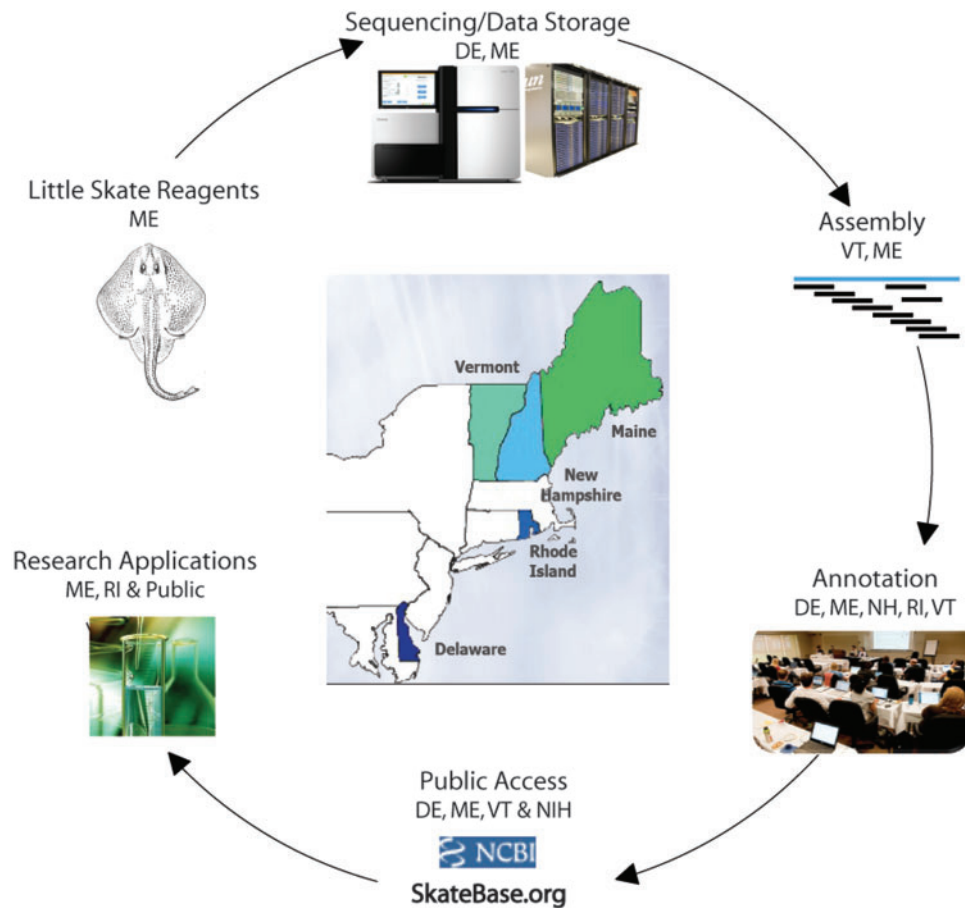 Sequencing/Data Storage
DE, ME
Little Skate Reagents
ME
Assembly
VT, ME
Vermont
Maine
New
Hampshire
Rhode
Island
Delaware
Research Applications
ME, RI & Public
Annotation
DE, ME, NH, RI, VT
Public Access
DE, ME, VT & NIH
NCBI
SkateBase.org